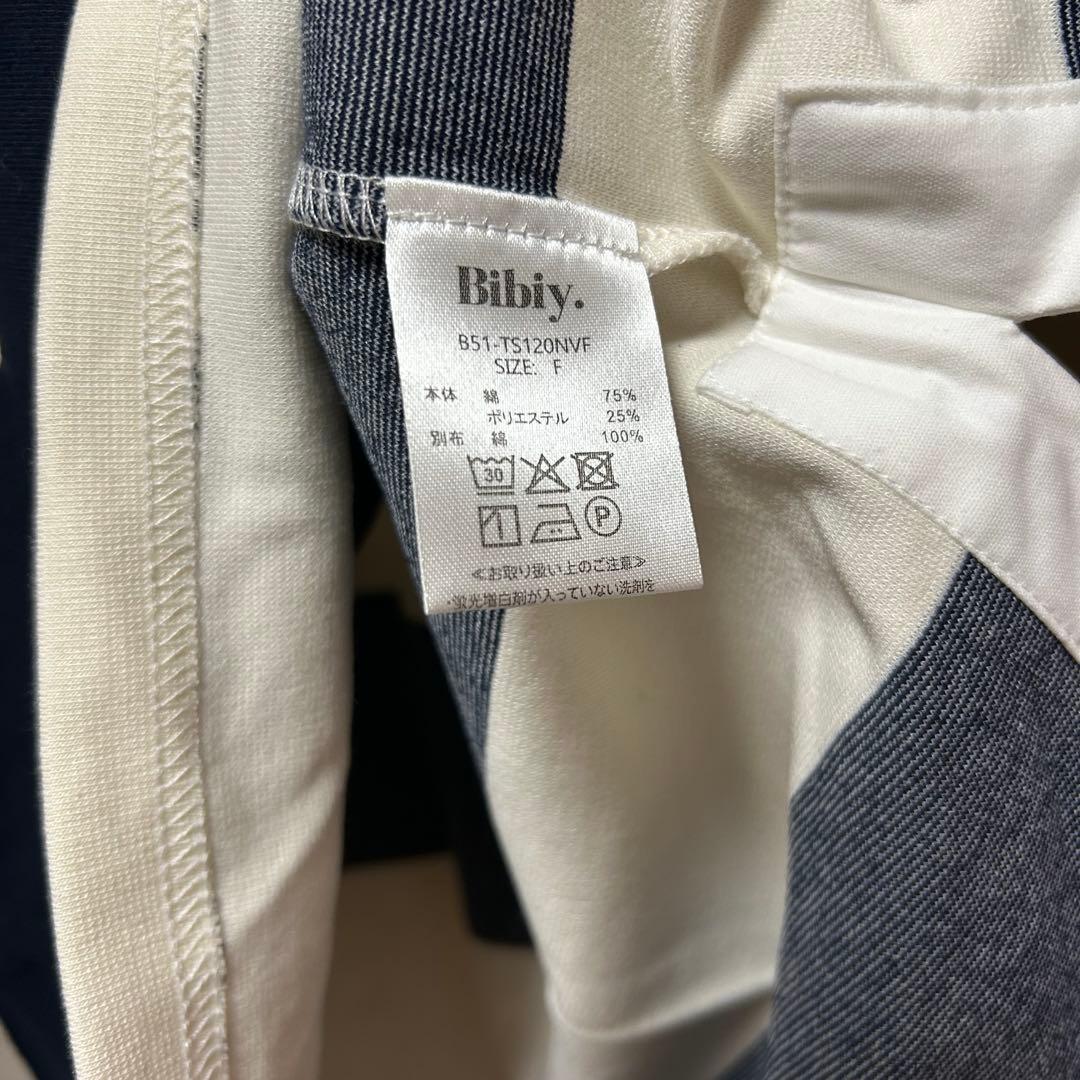 Bibiy.
B51-TS120NVF
SIZE: F
本体 綿 75%
ポリエステル 25%
別布 綿 100%
30
P
≪お取り扱い上のご注意≫
・蛍光増白剤が入っていない洗剤を